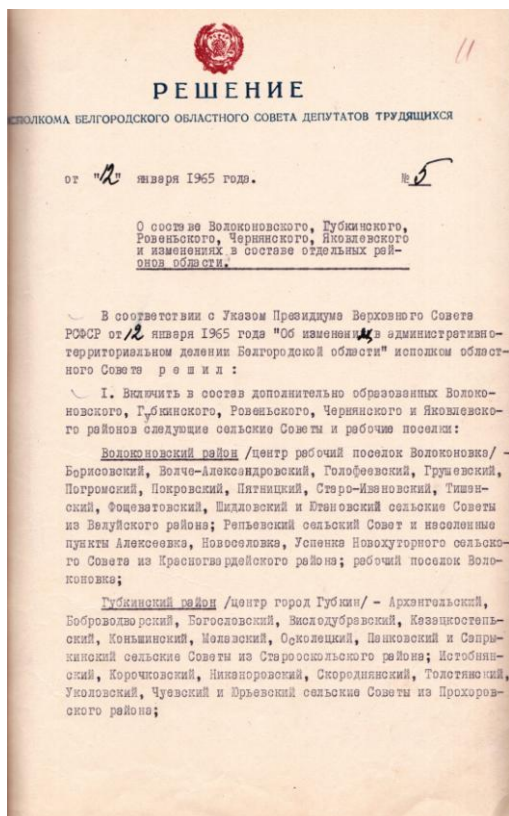 11
РЕШЕНИЕ
СПОЛКОМА БЕЛГОРОДСКОГО ОБЛАСТНОГО СОВЕТА ДЕПУТАТОВ ТРУДЯЩИХСЯ
от "12" января 1965 года. № 5
О составе Волоконовского, Губкинского,
Ровеньского, Чернянского, Яковлевского
и изменениях в составе отдельных рай-
онов области.
В соответствии с Указом Президиума Верховного Совета
РСФСР от 12 января 1965 года "Об изменениях в административно-
территориальном делении Белгородской области" исполком област-
ного Совета р е ш и л :
I. Включить в состав дополнительно образованных Волоко-
новского, Губкинского, Ровеньского, Чернянского и Яковлевско-
го районов следующие сельские Советы и рабочие поселки:
Волоконовский район /центр рабочий поселок Волоконовка/ -
Борисовский, Волче-Александровский, Голофеевский, Грушевский,
Погромский, Покровский, Пятницкий, Старо-Ивановский, Тишан-
ский, Фощеватовский, Шидловский и Ютановский сельские Советы
из Валуйского района; Репьевский сельский Совет и населенные
пункты Алексеевка, Новоселовка, Успенка Новохуторного сельско-
го Совета из Красногвардейского района; рабочий поселок Воло-
коновка;
Губкинский район /центр город Губкин/ - Архангельский,
Боброводворский, Богословский, Вислодубравский, Казацкостепь-
ский, Коньшинский, Мелавский, Осколецкий, Панковский и Сапры-
кинский сельские Советы из Старооскольского района; Истобнян-
ский, Корочковский, Никаноровский, Скороднянский, Толстянский,
Уколовский, Чуевский и Юрьевский сельские Советы из Прохоров-
ского района;